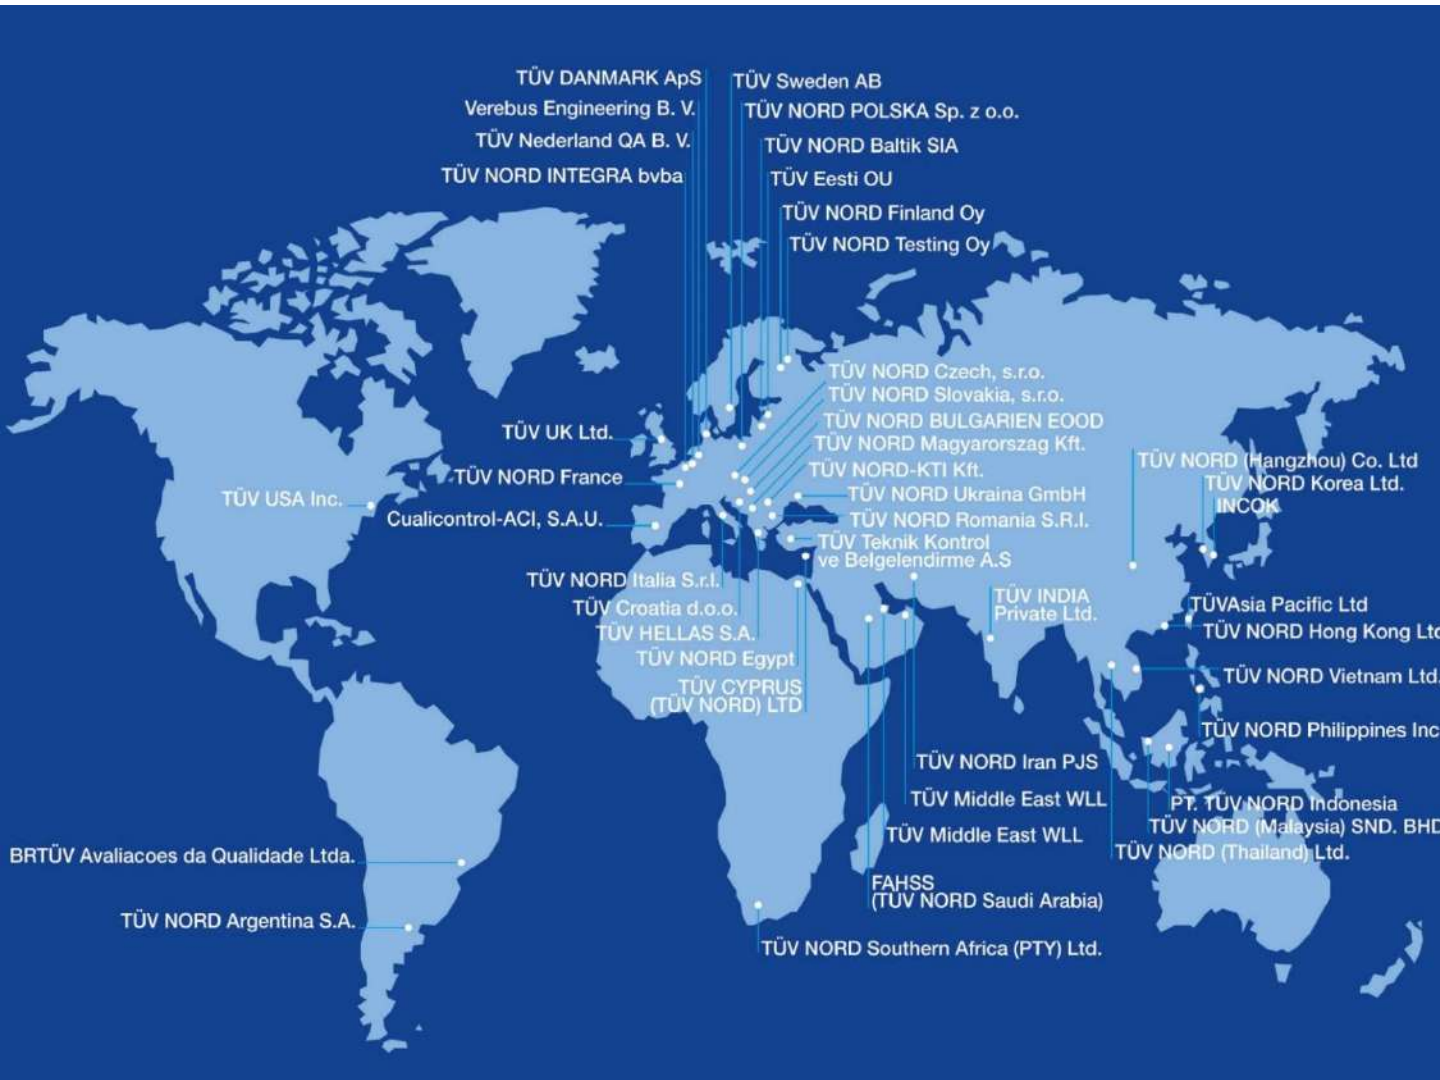 TÜV DANMARK ApS
Verebus Engineering B. V.
TÜV Nederland QA B. V.
TÜV NORD INTEGRA bvba
TÜV Sweden AB
TÜV NORD POLSKA Sp. z o.o.
TÜV NORD Baltik SIA
TÜV Eesti OU
TÜV NORD Finland Oy
TÜV NORD Testing Oy
TÜV UK Ltd.
TÜV NORD France
TÜV USA Inc.
Cualicontrol-ACI, S.A.U.
TÜV NORD Czech, s.r.o.
TÜV NORD Slovakia, s.r.o.
TÜV NORD BULGARIEN EOOD
TÜV NORD Magyarorszag Kft.
TÜV NORD-KTI Kft.
TÜV NORD Ukraina GmbH
TÜV NORD Romania S.R.l.
TÜV Teknik Kontrol
ve Belgelendirme A.S
TÜV NORD (Hangzhou) Co. Ltd
TÜV NORD Korea Ltd.
INCOK
TÜV NORD Italia S.r.l.
TÜV Croatia d.o.o.
TÜV HELLAS S.A.
TÜV NORD Egypt
TÜV CYPRUS
(TÜV NORD) LTD
TÜV INDIA
Private Ltd.
TÜVAsia Pacific Ltd
TÜV NORD Hong Kong Ltd
TÜV NORD Vietnam Ltd.
TÜV NORD Philippines Inc
TÜV NORD Iran PJS
TÜV Middle East WLL
TÜV Middle East WLL
FAHSS
(TÜV NORD Saudi Arabia)
PT. TÜV NORD Indonesia
TÜV NORD (Malaysia) SND. BHD
TÜV NORD (Thailand) Ltd.
BRTÜV Avaliacoes da Qualidade Ltda.
TÜV NORD Argentina S.A.
TÜV NORD Southern Africa (PTY) Ltd.